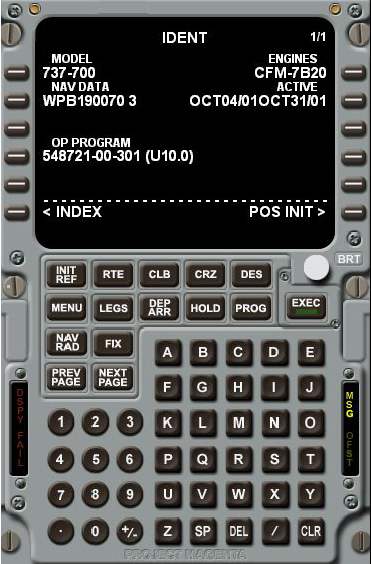 IDENT 1/1
MODEL ENGINES
737-700 CFM-7B20
NAV DATA ACTIVE
WPB190070 3 OCT04/01OCT31/01
OP PROGRAM
548721-00-301 (U10.0)
< INDEX POS INIT >
BRT
INIT REF RTE CLB CRZ DES
MENU LEGS DEP ARR HOLD PROG EXEC
NAV RAD FIX
PREV PAGE NEXT PAGE
A B C D E
F G H I J
1 2 3 K L M N O
4 5 6 P Q R S T
7 8 9 U V W X Y
. 0 +/- Z SP DEL / CLR
DSPY FAIL
MSG OFST
PROJECT MAGENTA